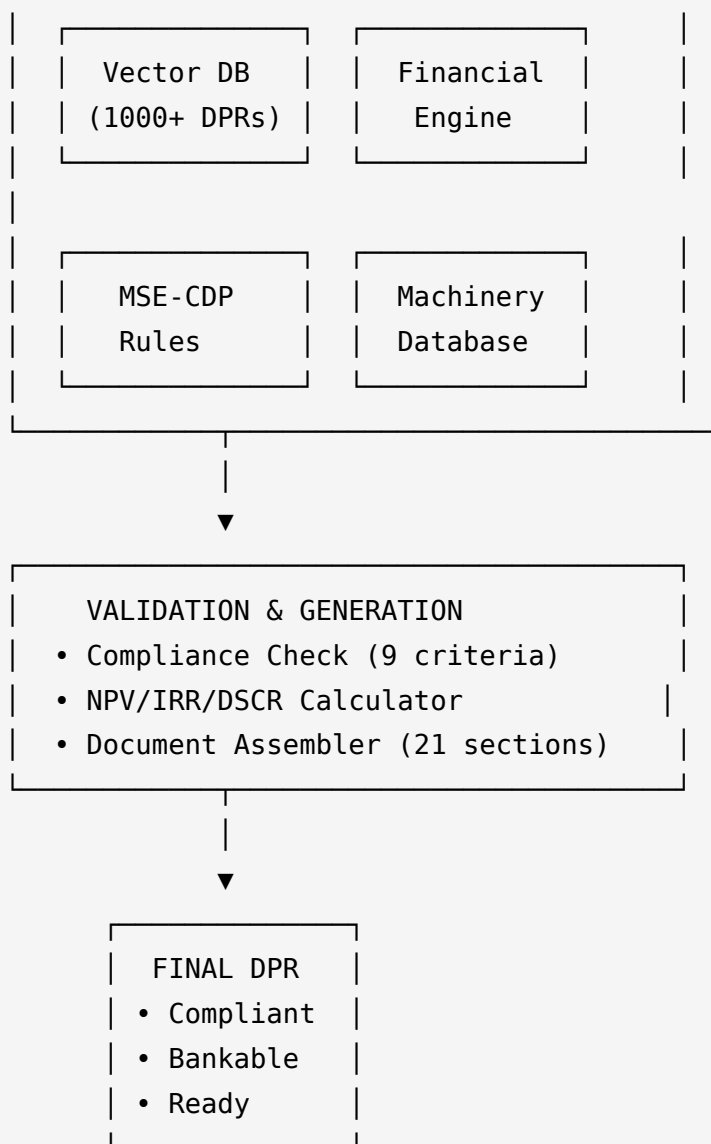 Vector DB Financial
(1000+ DPRs) Engine
MSE-CDP Machinery
Rules Database
VALIDATION & GENERATION
• Compliance Check (9 criteria)
• NPV/IRR/DSCR Calculator
• Document Assembler (21 sections)
FINAL DPR
• Compliant
• Bankable
• Ready